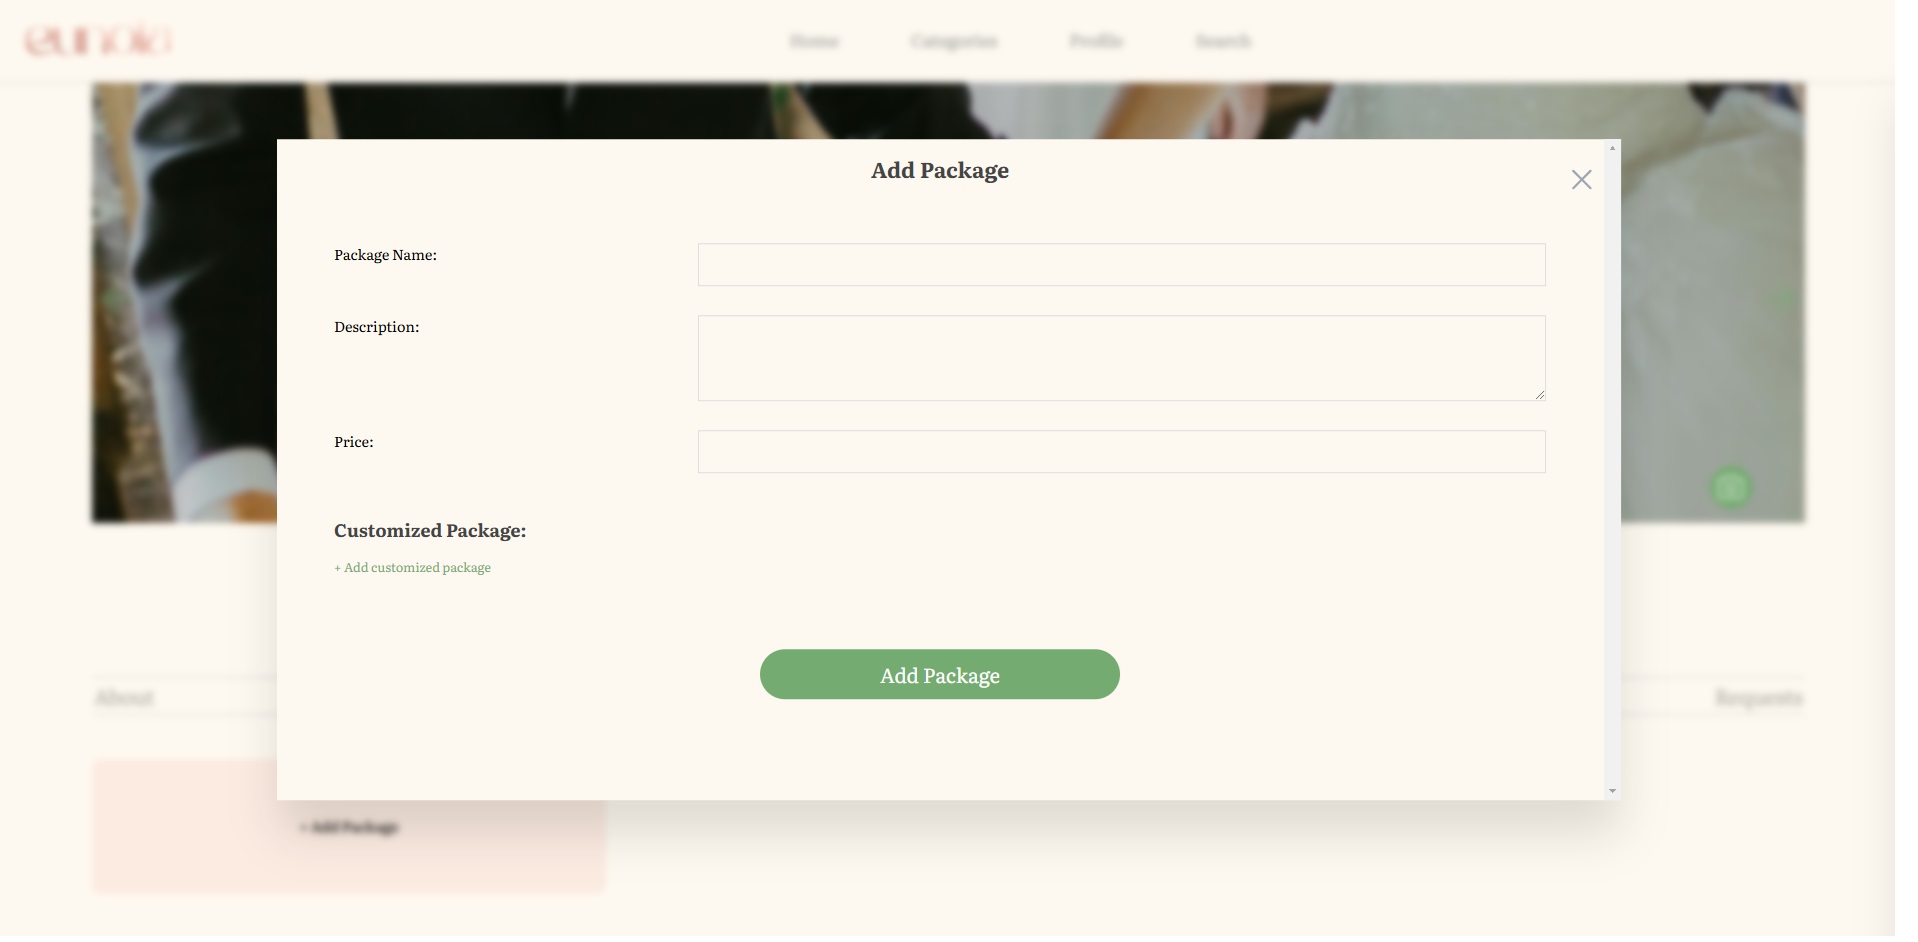 eunoia
Home Categories Profile Search
Add Package
Package Name:
Description:
Price:
Customized Package:
+ Add customized package
Add Package
About
Requests
+ Add Package